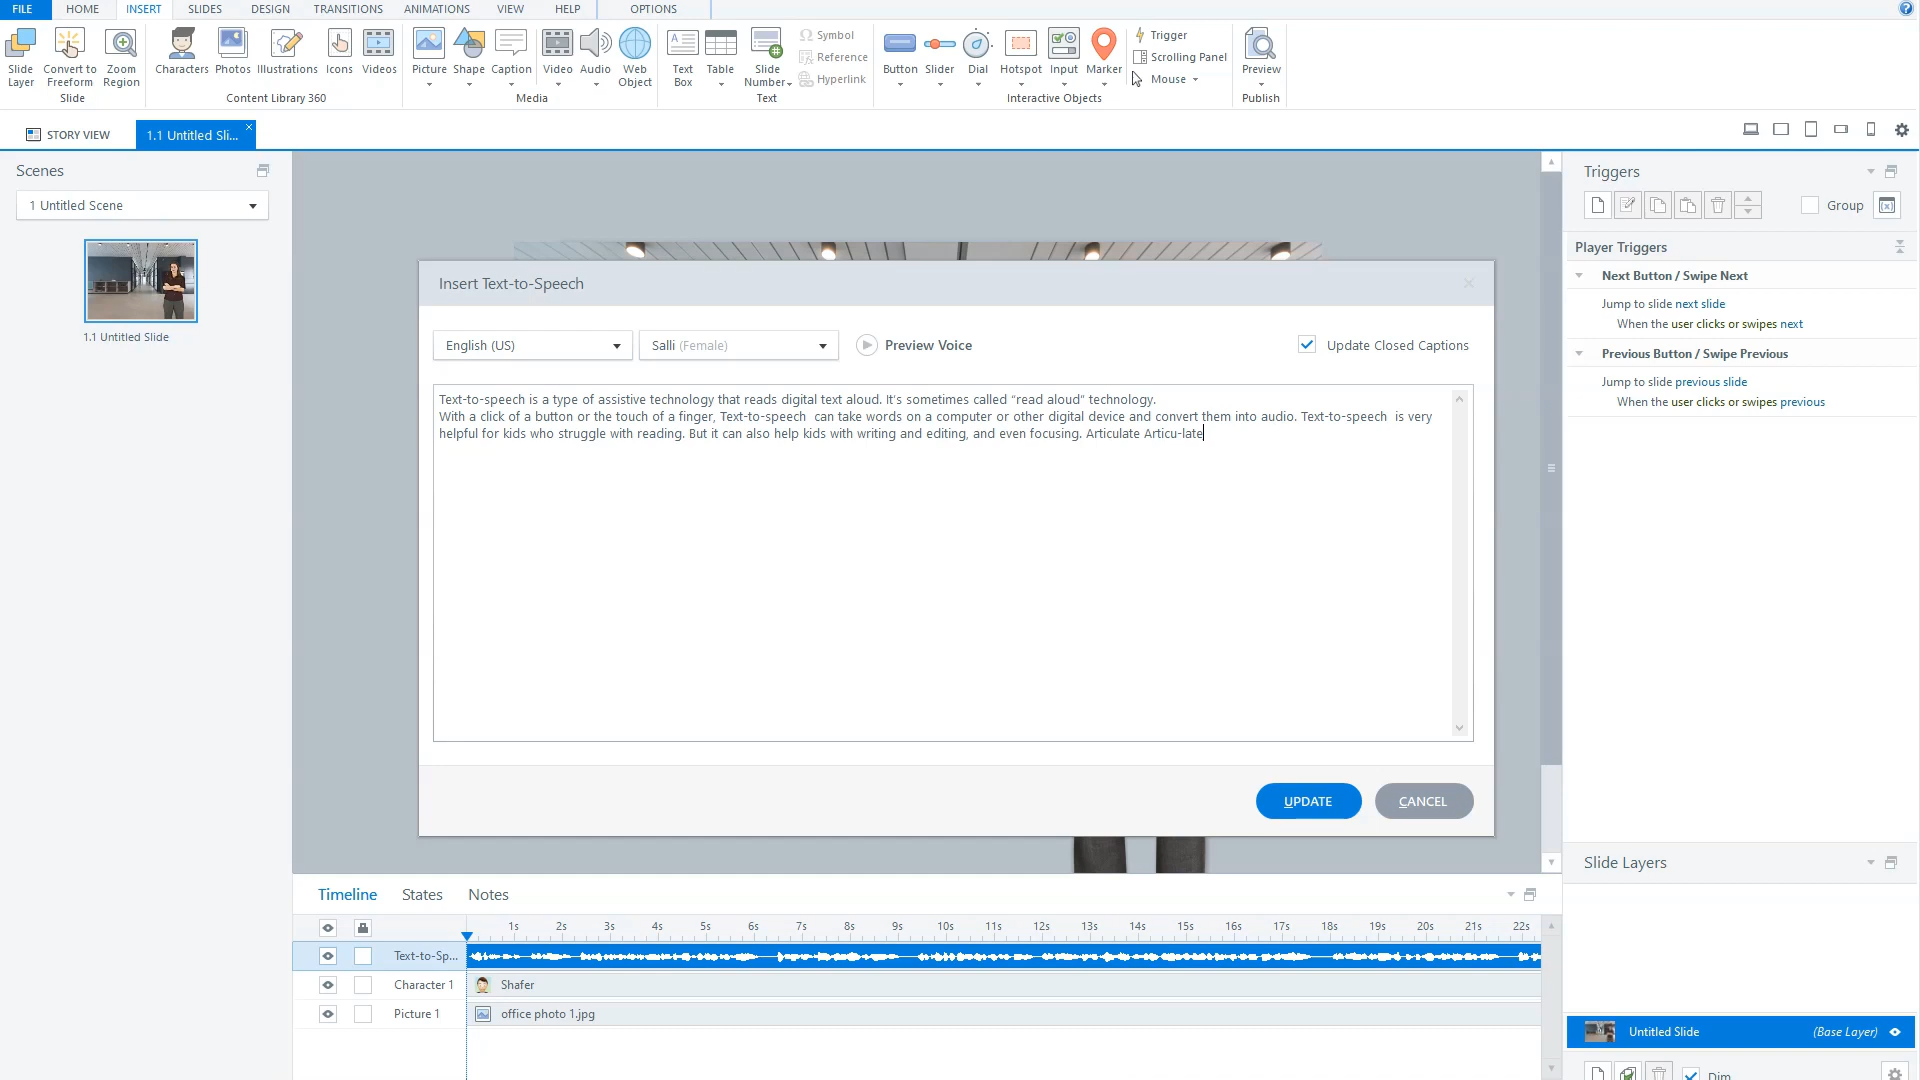 FILE HOME INSERT SLIDES DESIGN TRANSITIONS ANIMATIONS VIEW HELP OPTIONS
Slide Layer
Convert to Freeform
Zoom Region
Slide
Characters
Photos
Illustrations
Icons
Videos
Content Library 360
Picture
Shape
Caption
Video
Audio
Web Object
Media
Text Box
Table
Slide Number
Symbol
Reference
Hyperlink
Text
Button
Slider
Dial
Hotspot
Input
Marker
Trigger
Scrolling Panel
Mouse
Interactive Objects
Preview
Publish
STORY VIEW
1.1 Untitled Sli...
Scenes
1 Untitled Scene
1.1 Untitled Slide
Insert Text-to-Speech
English (US)
Salli (Female)
Preview Voice
Update Closed Captions
Text-to-speech is a type of assistive technology that reads digital text aloud. It's sometimes called “read aloud” technology.
With a click of a button or the touch of a finger, Text-to-speech  can take words on a computer or other digital device and convert them into audio. Text-to-speech  is very
helpful for kids who struggle with reading. But it can also help kids with writing and editing, and even focusing. Articulate Articu-late
UPDATE
CANCEL
Triggers
Group
Player Triggers
Next Button / Swipe Next
Jump to slide next slide
When the user clicks or swipes next
Previous Button / Swipe Previous
Jump to slide previous slide
When the user clicks or swipes previous
Timeline States Notes
1s 2s 3s 4s 5s 6s 7s 8s 9s 10s 11s 12s 13s 14s 15s 16s 17s 18s 19s 20s 21s 22s
Text-to-Sp...
Character 1 Shafer
Picture 1 office photo 1.jpg
Slide Layers
Untitled Slide (Base Layer)
Dim